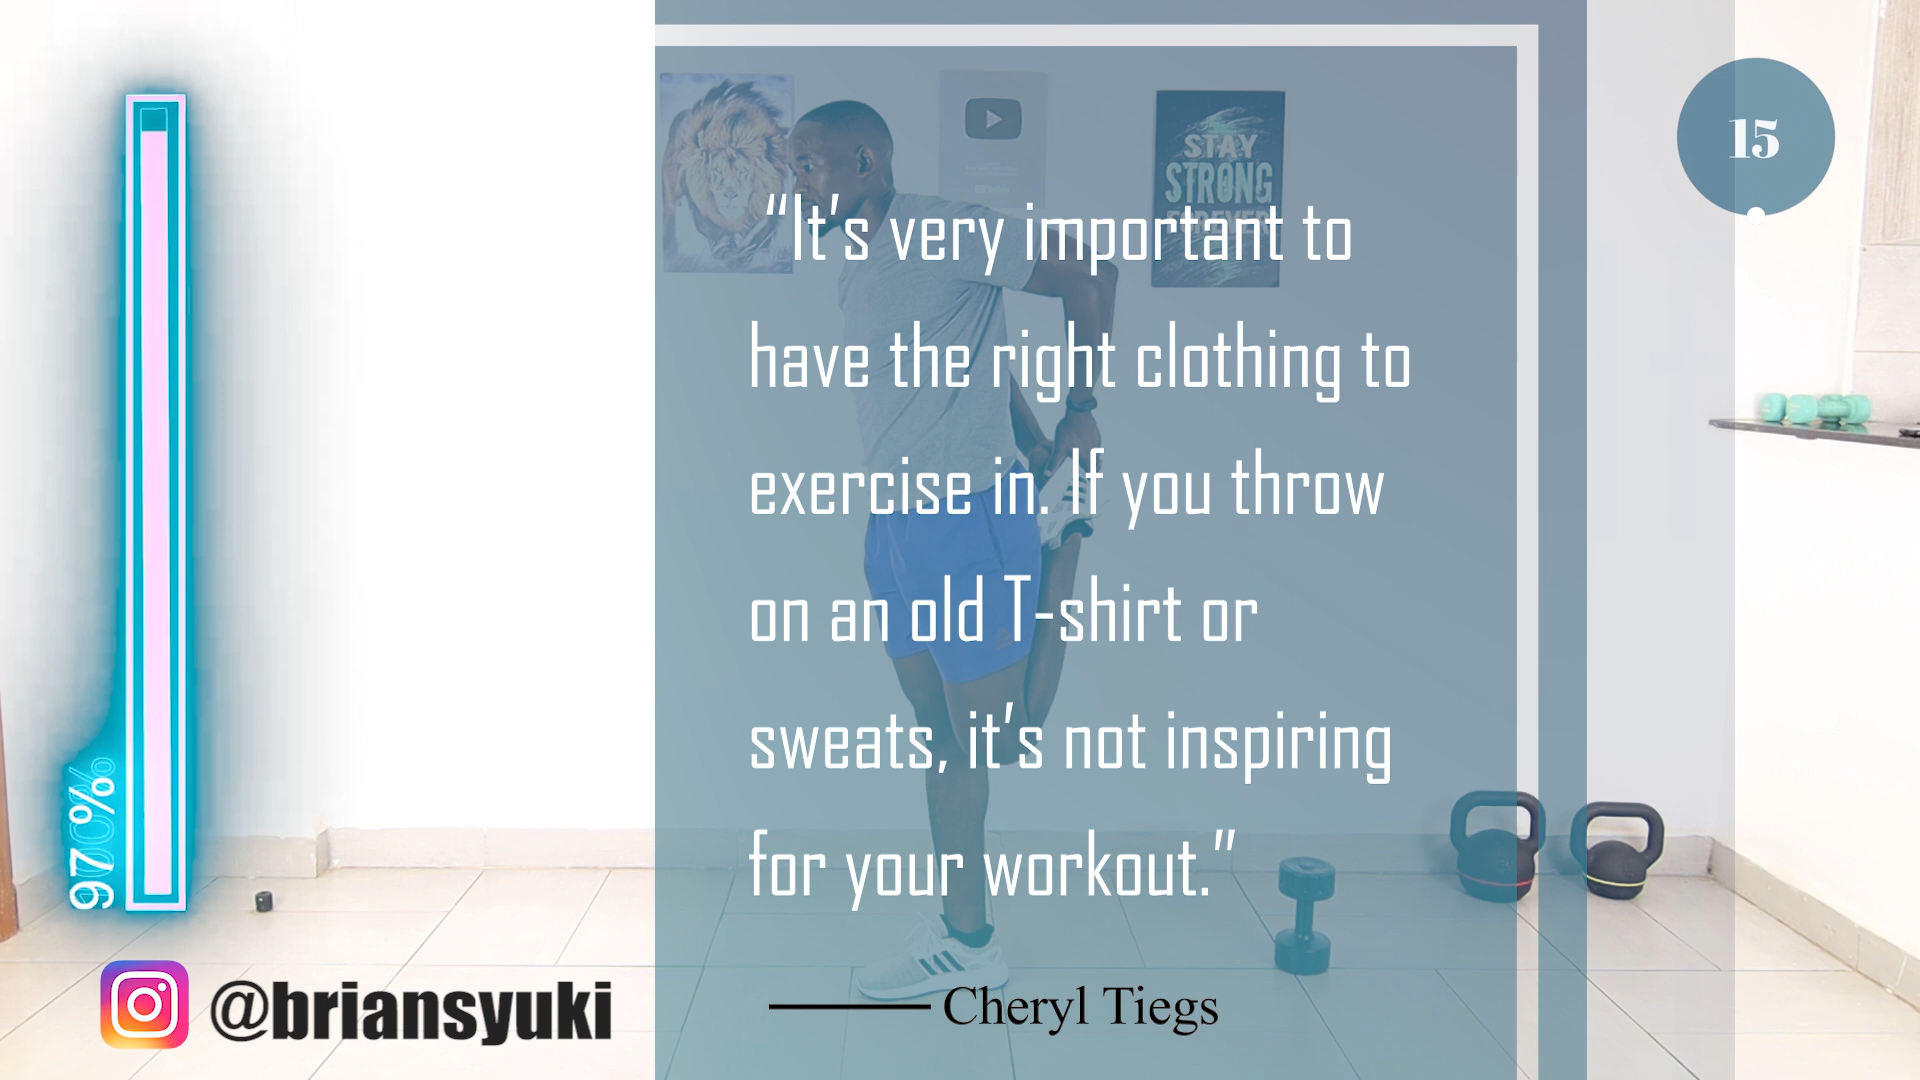 STAY
STRONG
FOREVER
15
“It’s very important to
have the right clothing to
exercise in. If you throw
on an old T-shirt or
sweats, it’s not inspiring
for your workout.”
Cheryl Tiegs
97%
@briansyuki